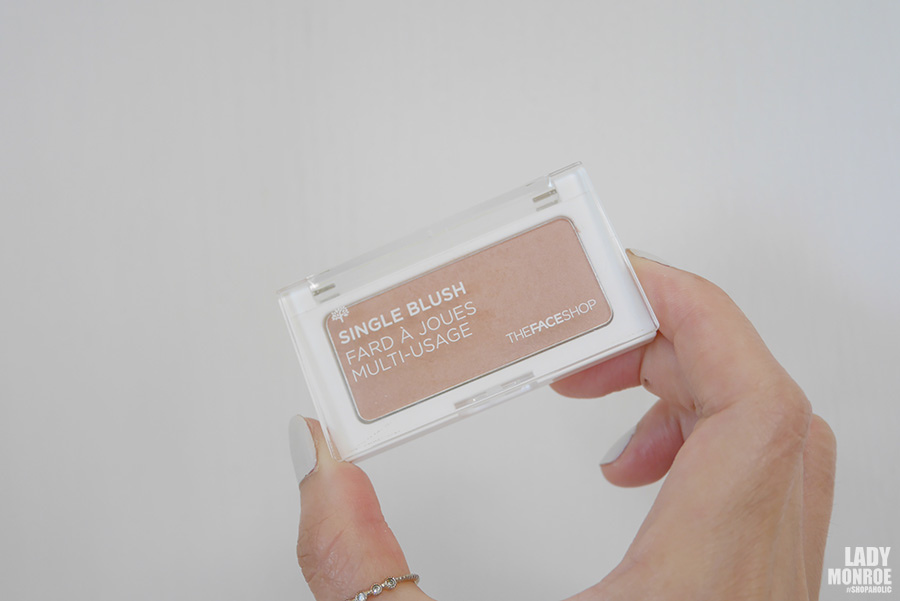 SINGLE BLUSH
FARD À JOUES
MULTI-USAGE
THEFACESHOP
LADY
MONROE
#SHOPAHOLIC